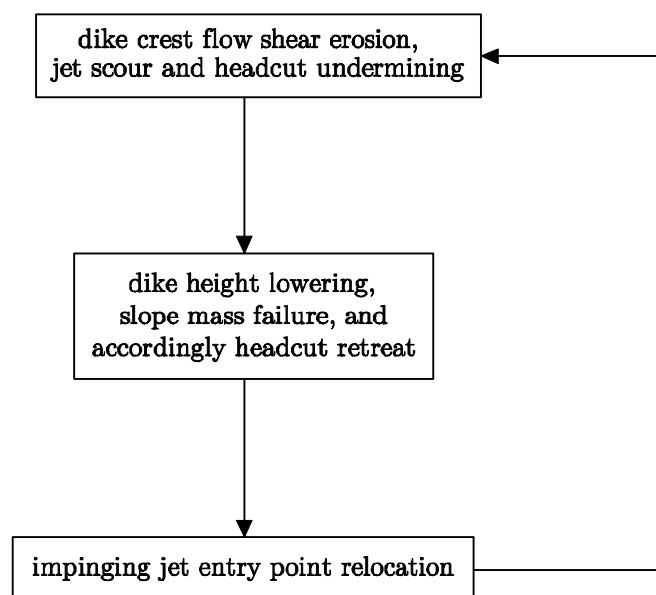 dike crest flow shear erosion,
jet scour and headcut undermining
dike height lowering,
slope mass failure, and
accordingly headcut retreat
impinging jet entry point relocation